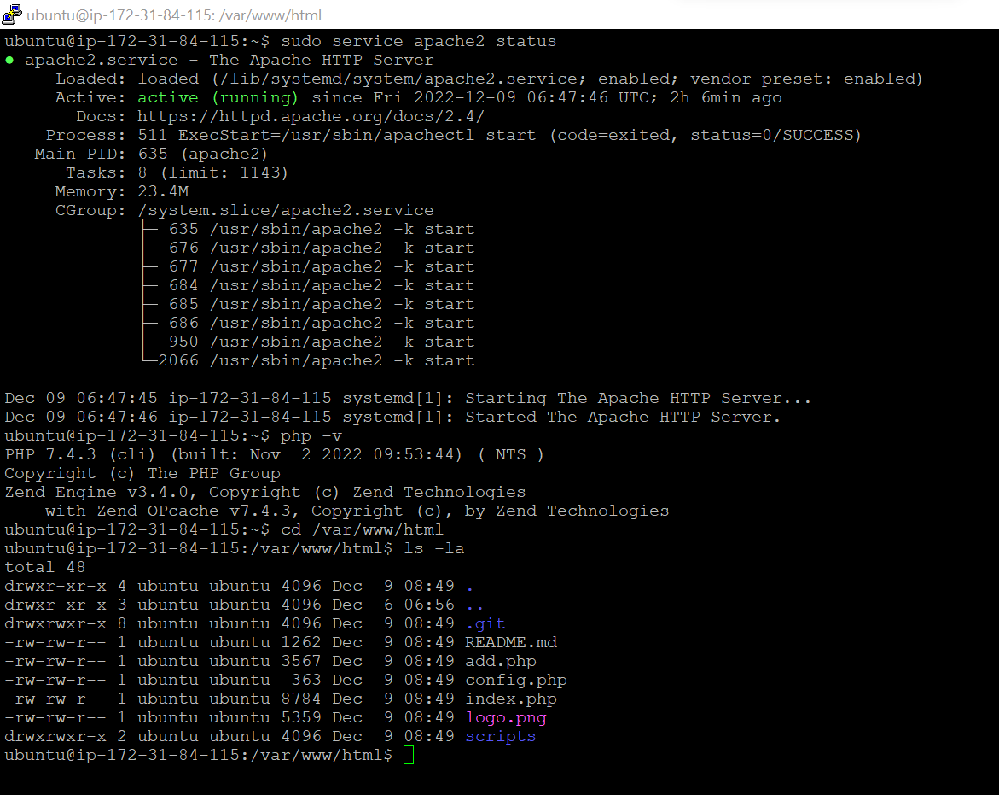 ubuntu@ip-172-31-84-115: /var/www/html
ubuntu@ip-172-31-84-115:~$ sudo service apache2 status
● apache2.service - The Apache HTTP Server
     Loaded: loaded (/lib/systemd/system/apache2.service; enabled; vendor preset: enabled)
     Active: active (running) since Fri 2022-12-09 06:47:46 UTC; 2h 6min ago
       Docs: https://httpd.apache.org/docs/2.4/
    Process: 511 ExecStart=/usr/sbin/apachectl start (code=exited, status=0/SUCCESS)
   Main PID: 635 (apache2)
      Tasks: 8 (limit: 1143)
     Memory: 23.4M
     CGroup: /system.slice/apache2.service
             ├─ 635 /usr/sbin/apache2 -k start
             ├─ 676 /usr/sbin/apache2 -k start
             ├─ 677 /usr/sbin/apache2 -k start
             ├─ 684 /usr/sbin/apache2 -k start
             ├─ 685 /usr/sbin/apache2 -k start
             ├─ 686 /usr/sbin/apache2 -k start
             ├─ 950 /usr/sbin/apache2 -k start
             └─2066 /usr/sbin/apache2 -k start

Dec 09 06:47:45 ip-172-31-84-115 systemd[1]: Starting The Apache HTTP Server...
Dec 09 06:47:46 ip-172-31-84-115 systemd[1]: Started The Apache HTTP Server.
ubuntu@ip-172-31-84-115:~$ php -v
PHP 7.4.3 (cli) (built: Nov  2 2022 09:53:44) ( NTS )
Copyright (c) The PHP Group
Zend Engine v3.4.0, Copyright (c) Zend Technologies
    with Zend OPcache v7.4.3, Copyright (c), by Zend Technologies
ubuntu@ip-172-31-84-115:~$ cd /var/www/html
ubuntu@ip-172-31-84-115:/var/www/html$ ls -la
total 48
drwxr-xr-x 4 ubuntu ubuntu 4096 Dec  9 08:49 .
drwxr-xr-x 3 ubuntu ubuntu 4096 Dec  6 06:56 ..
drwxrwxr-x 8 ubuntu ubuntu 4096 Dec  9 08:49 .git
-rw-rw-r-- 1 ubuntu ubuntu 1262 Dec  9 08:49 README.md
-rw-rw-r-- 1 ubuntu ubuntu 3567 Dec  9 08:49 add.php
-rw-rw-r-- 1 ubuntu ubuntu  363 Dec  9 08:49 config.php
-rw-rw-r-- 1 ubuntu ubuntu 8784 Dec  9 08:49 index.php
-rw-rw-r-- 1 ubuntu ubuntu 5359 Dec  9 08:49 logo.png
drwxrwxr-x 2 ubuntu ubuntu 4096 Dec  9 08:49 scripts
ubuntu@ip-172-31-84-115:/var/www/html$